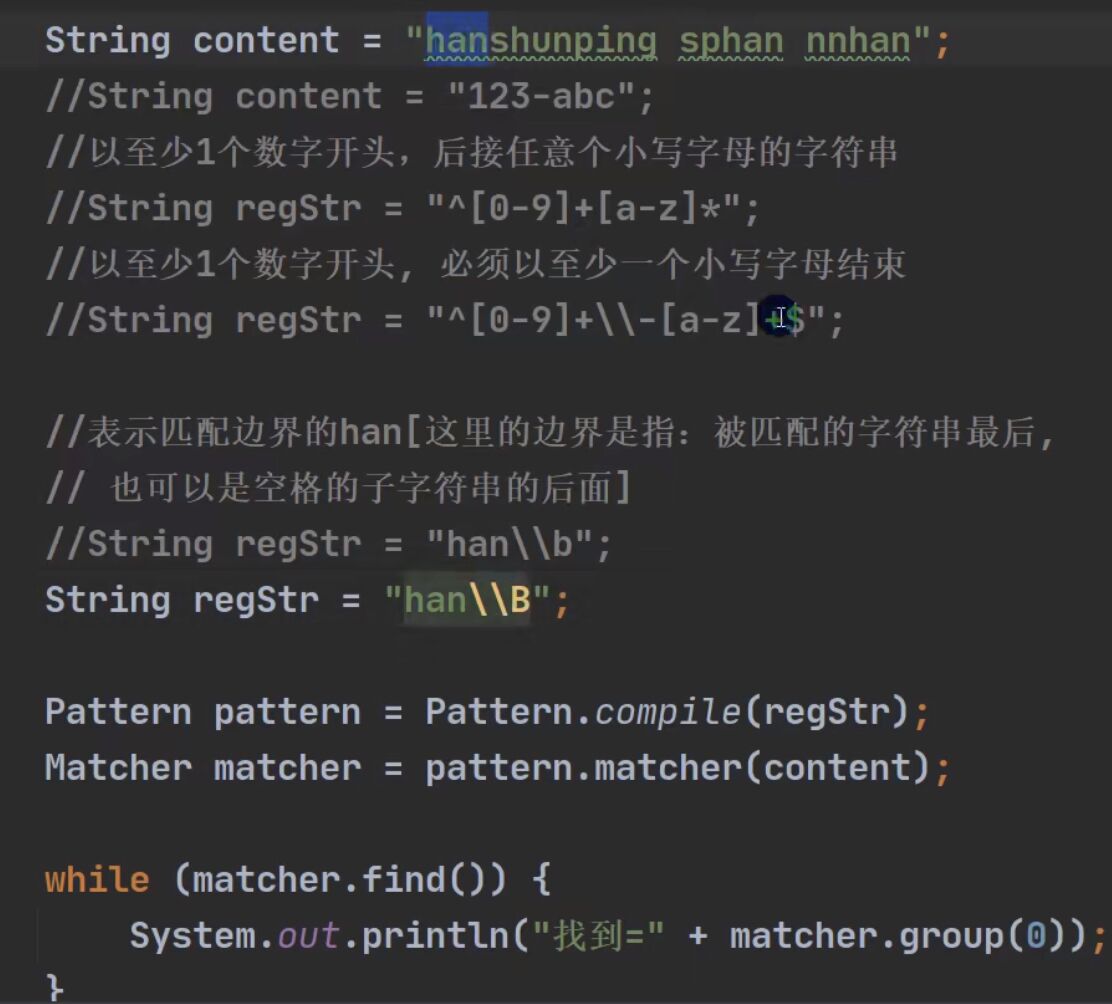 String content = "hanshunping sphan nnhan";
//String content = "123-abc";
//以至少1个数字开头，后接任意个小写字母的字符串
//String regStr = "^[0-9]+[a-z]*";
//以至少1个数字开头, 必须以至少一个小写字母结束
//String regStr = "^[0-9]+\\-[a-z]+$";
//表示匹配边界的han[这里的边界是指：被匹配的字符串最后,
// 也可以是空格的子字符串的后面]
//String regStr = "han\\b";
String regStr = "han\\B";
Pattern pattern = Pattern.compile(regStr);
Matcher matcher = pattern.matcher(content);
while (matcher.find()) {
System.out.println("找到=" + matcher.group(0));
}